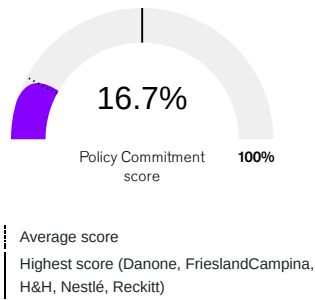 16.7%
Policy Commitment
score
100%
Average score
Highest score (Danone, FrieslandCampina,
H&H, Nestlé, Reckitt)